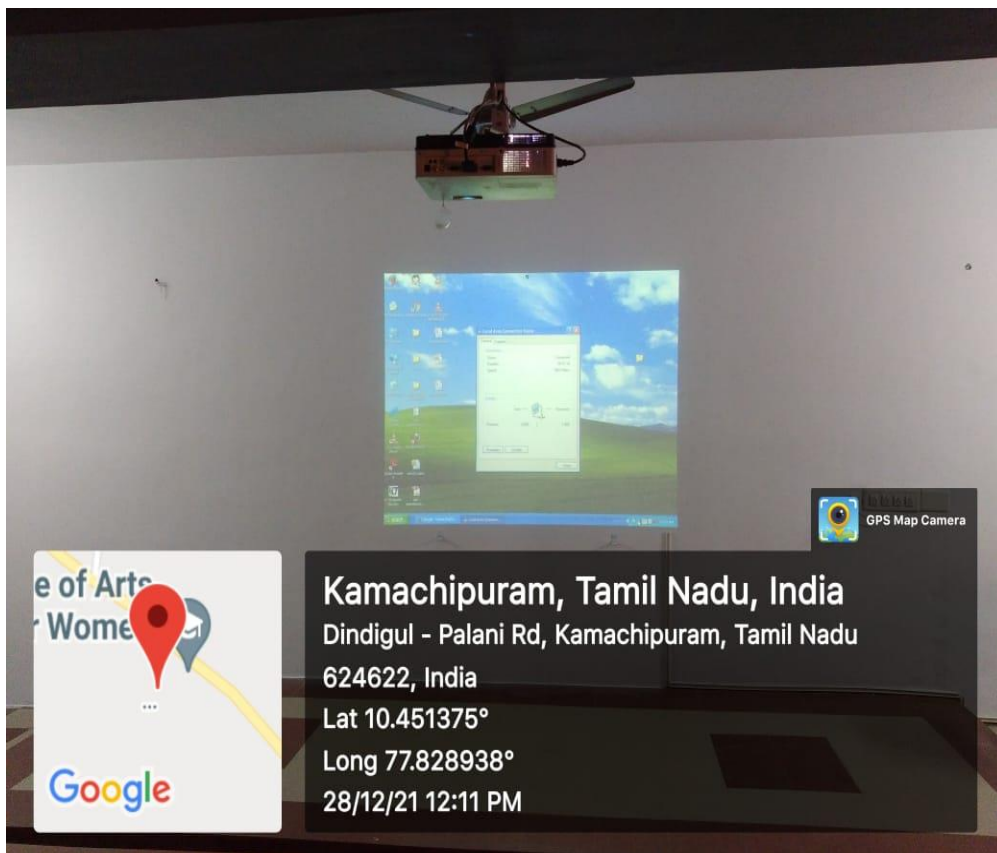 GPS Map Camera
e of Arts
r Wome
Google
Kamachipuram, Tamil Nadu, India
Dindigul - Palani Rd, Kamachipuram, Tamil Nadu
624622, India
Lat 10.451375°
Long 77.828938°
28/12/21 12:11 PM